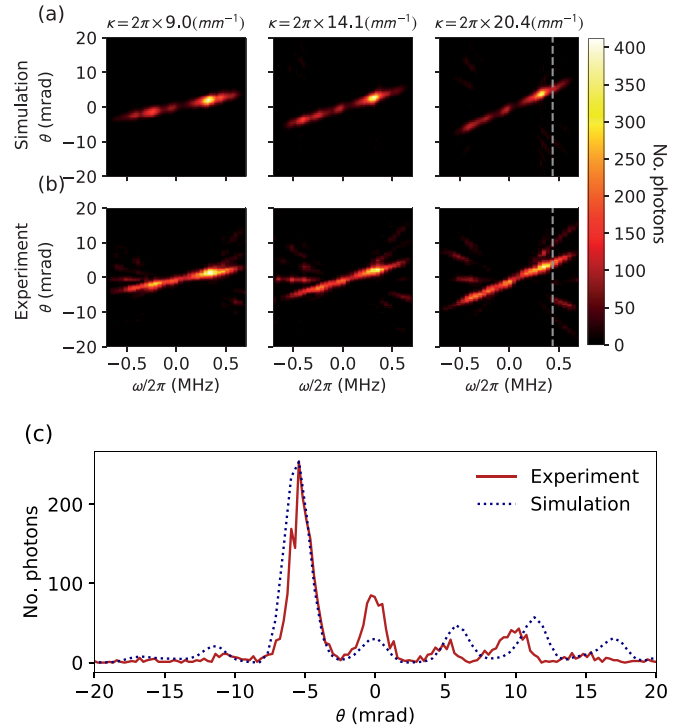 (a)
κ=2π×9.0(mm⁻¹) κ=2π×14.1(mm⁻¹) κ=2π×20.4(mm⁻¹)
Simulation
θ (mrad)
20
10
0
−10
−20
(b)
Experiment
θ (mrad)
20
10
0
−10
−20
−0.5 0.0 0.5 −0.5 0.0 0.5 −0.5 0.0 0.5
ω/2π (MHz) ω/2π (MHz) ω/2π (MHz)
400
350
300
250
200
150
100
50
0
No. photons
(c)
No. photons
200
100
0
Experiment
Simulation
−20 −15 −10 −5 0 5 10 15 20
θ (mrad)